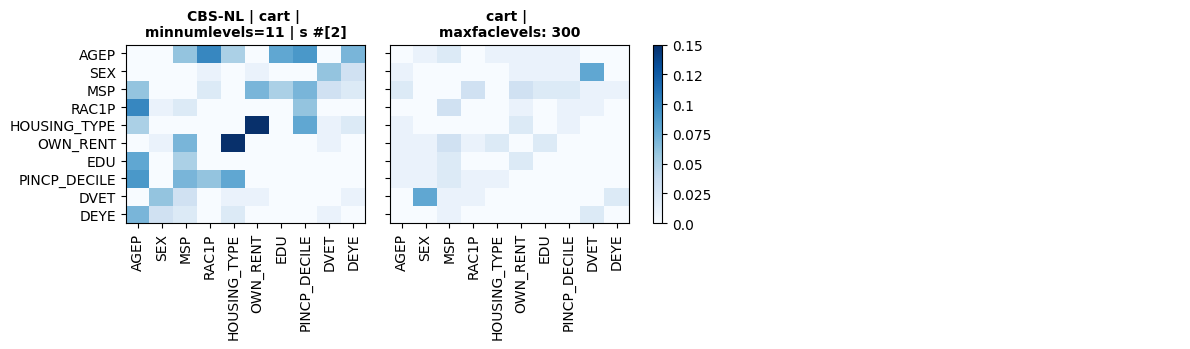 CBS-NL | cart |
minnumlevels=11 | s #[2]
cart |
maxfaclevels: 300
AGEP
SEX
MSP
RAC1P
HOUSING_TYPE
OWN_RENT
EDU
PINCP_DECILE
DVET
DEYE
0.15
0.12
0.1
0.075
0.05
0.025
0.0
AGEP
SEX
MSP
RAC1P
HOUSING_TYPE
OWN_RENT
EDU
PINCP_DECILE
DVET
DEYE
AGEP
SEX
MSP
RAC1P
HOUSING_TYPE
OWN_RENT
EDU
PINCP_DECILE
DVET
DEYE